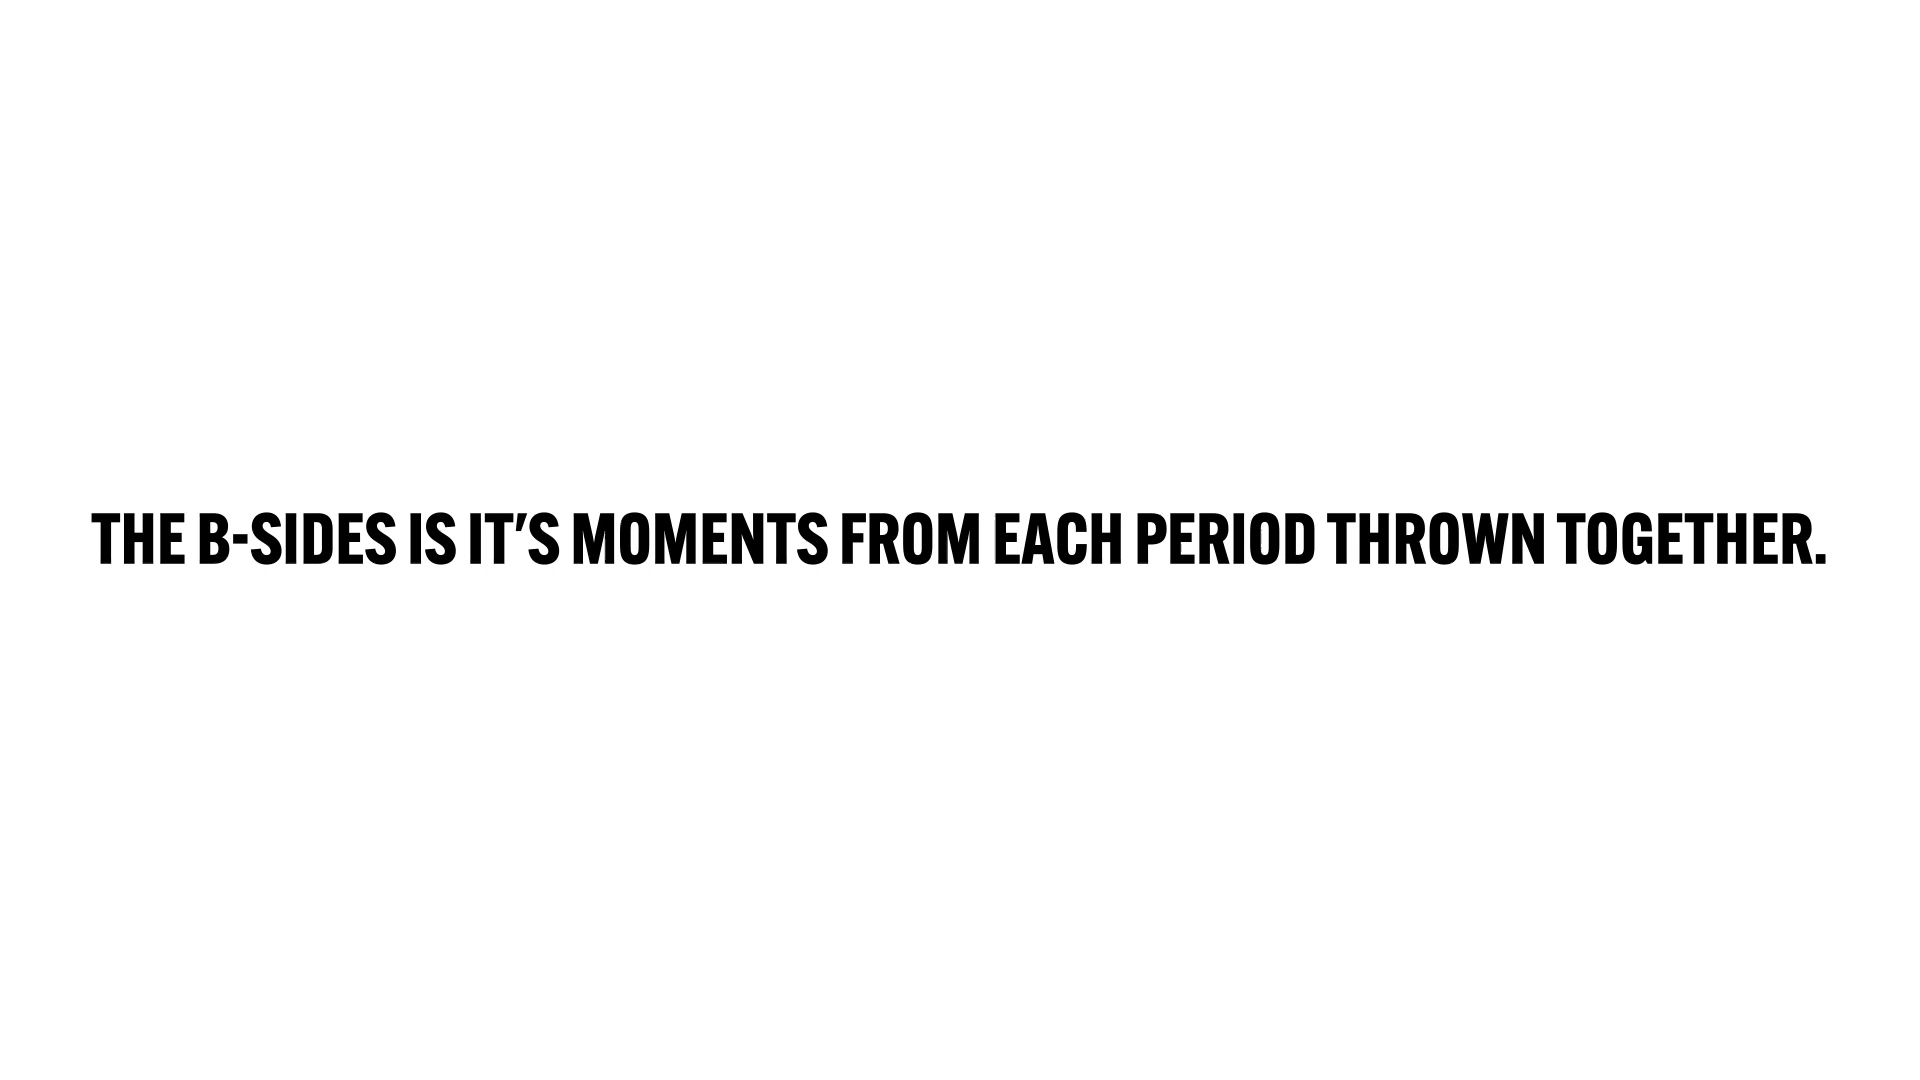 THE B-SIDES IS IT'S MOMENTS FROM EACH PERIOD THROWN TOGETHER.